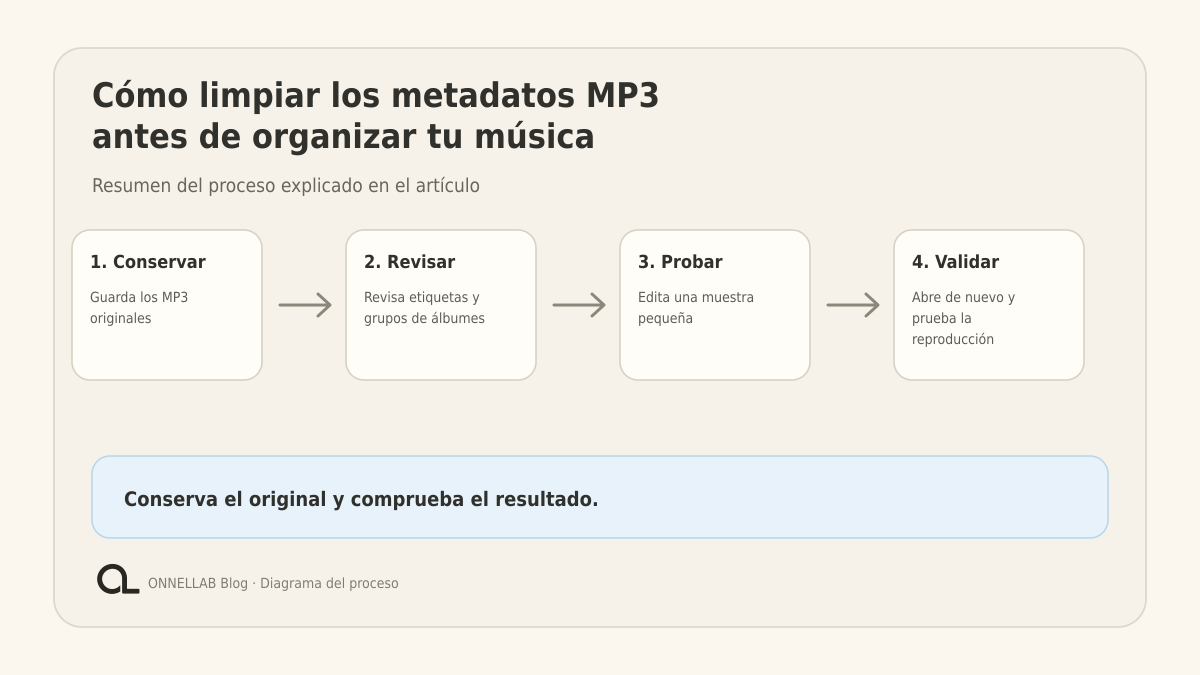 Cómo limpiar los metadatos MP3
antes de organizar tu música
Resumen del proceso explicado en el artículo
1. Conservar
Guarda los MP3
originales
2. Revisar
Revisa etiquetas y
grupos de álbumes
3. Probar
Edita una muestra
pequeña
4. Validar
Abre de nuevo y
prueba la
reproducción
Conserva el original y comprueba el resultado.
ONNELLAB Blog · Diagrama del proceso